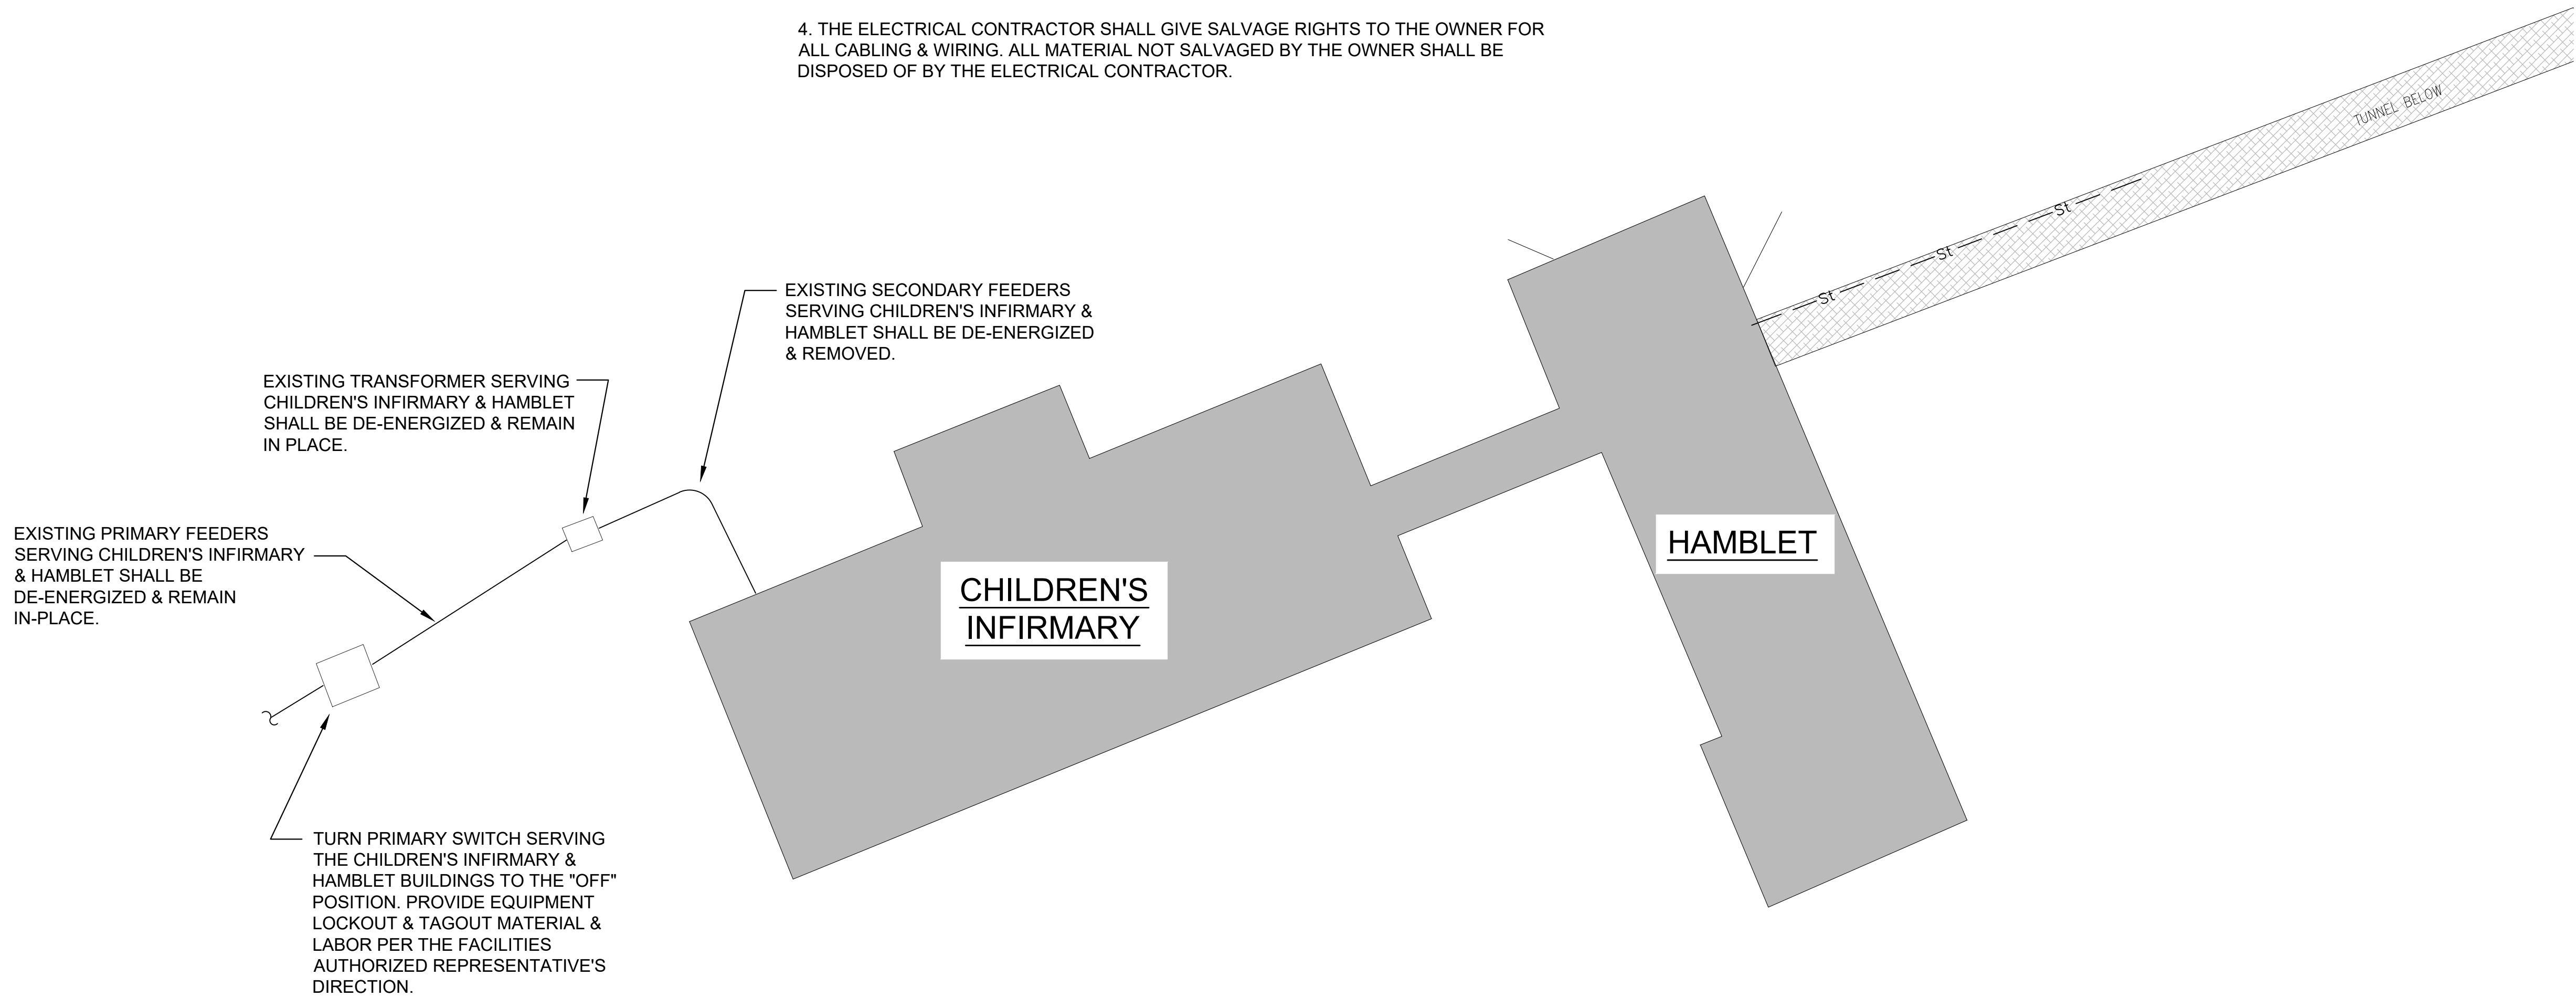 4. THE ELECTRICAL CONTRACTOR SHALL GIVE SALVAGE RIGHTS TO THE OWNER FOR
ALL CABLING & WIRING. ALL MATERIAL NOT SALVAGED BY THE OWNER SHALL BE
DISPOSED OF BY THE ELECTRICAL CONTRACTOR.
TUNNEL BELOW
St
St
St
EXISTING SECONDARY FEEDERS
SERVING CHILDREN'S INFIRMARY &
HAMBLET SHALL BE DE-ENERGIZED
& REMOVED.
EXISTING TRANSFORMER SERVING
CHILDREN'S INFIRMARY & HAMBLET
SHALL BE DE-ENERGIZED & REMAIN
IN PLACE.
EXISTING PRIMARY FEEDERS
SERVING CHILDREN'S INFIRMARY
& HAMBLET SHALL BE
DE-ENERGIZED & REMAIN
IN-PLACE.
HAMBLET
CHILDREN'S
INFIRMARY
TURN PRIMARY SWITCH SERVING
THE CHILDREN'S INFIRMARY &
HAMBLET BUILDINGS TO THE "OFF"
POSITION. PROVIDE EQUIPMENT
LOCKOUT & TAGOUT MATERIAL &
LABOR PER THE FACILITIES
AUTHORIZED REPRESENTATIVE'S
DIRECTION.